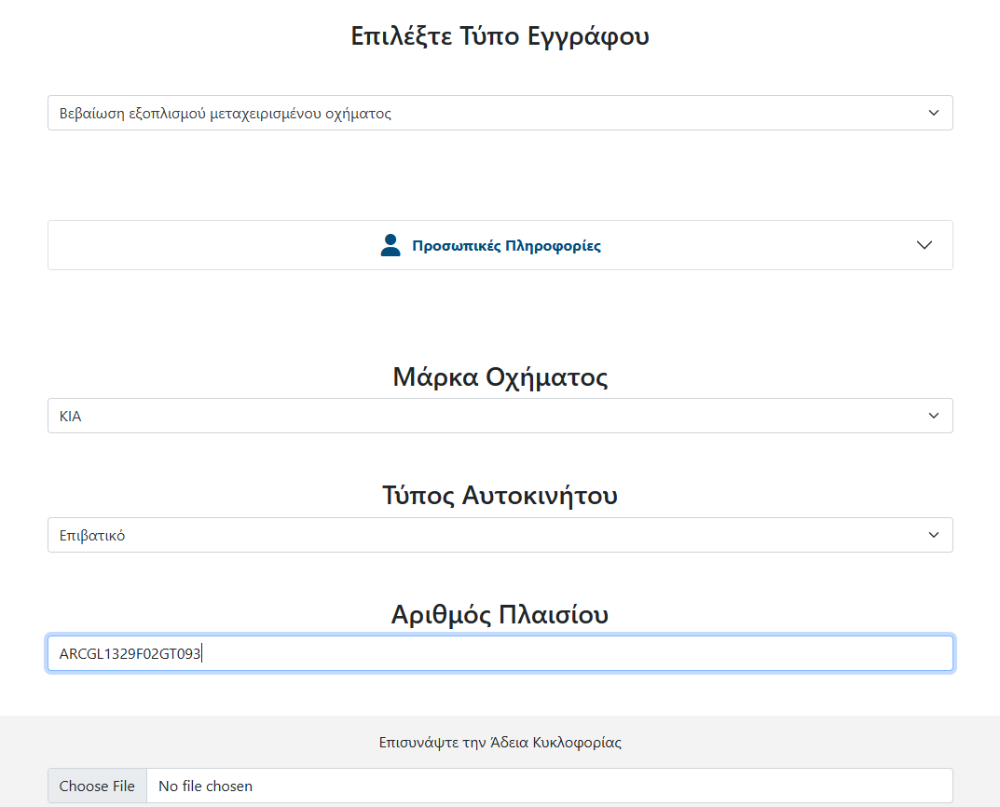 Επιλέξτε Τύπο Εγγράφου
Βεβαίωση εξοπλισμού μεταχειρισμένου οχήματος
Προσωπικές Πληροφορίες
Μάρκα Οχήματος
KIA
Τύπος Αυτοκινήτου
Επιβατικό
Αριθμός Πλαισίου
ARCGL1329F02GT093
Επισυνάψτε την Άδεια Κυκλοφορίας
Choose File No file chosen